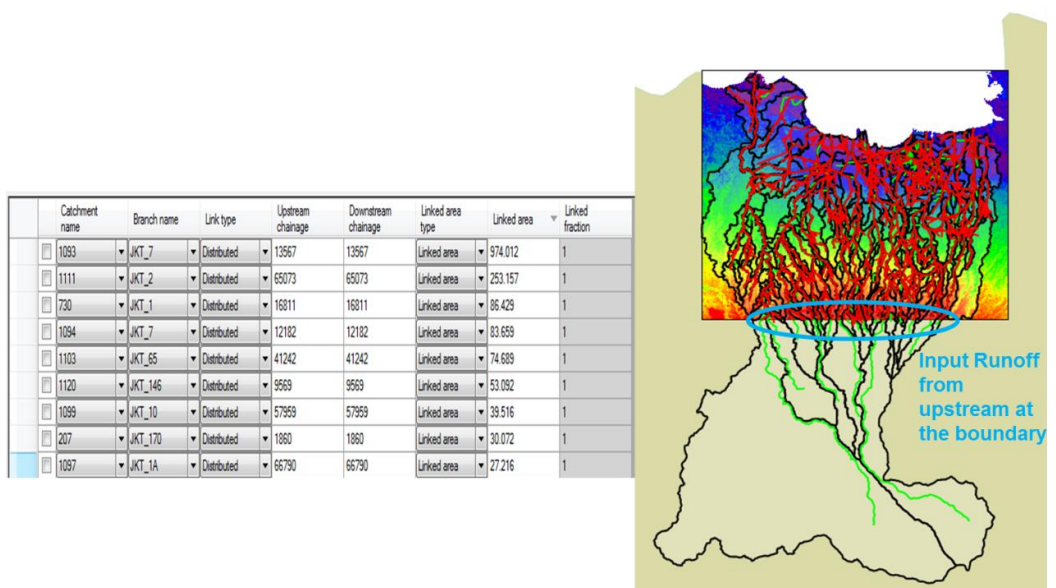 Catchment name Branch name Link type Upstream chainage Downstream chainage Linked area type Linked area Linked fraction
1093 JKT_7 Distributed 13567 13567 Linked area 974.012 1
1111 JKT_2 Distributed 65073 65073 Linked area 253.157 1
730 JKT_1 Distributed 16811 16811 Linked area 86.429 1
1094 JKT_7 Distributed 12182 12182 Linked area 83.659 1
1103 JKT_65 Distributed 41242 41242 Linked area 74.689 1
1120 JKT_146 Distributed 9569 9569 Linked area 53.092 1
1099 JKT_10 Distributed 57959 57959 Linked area 39.516 1
207 JKT_170 Distributed 1860 1860 Linked area 30.072 1
1097 JKT_1A Distributed 66790 66790 Linked area 27.216 1
Input Runoff
from
upstream at
the boundary